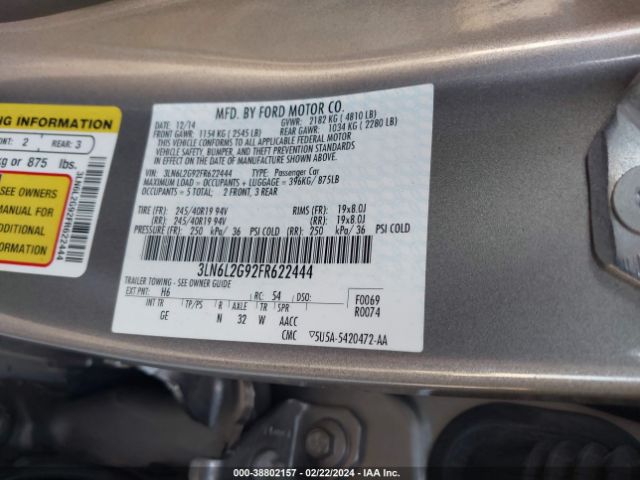 NG INFORMATION
ONT: 2 REAR: 3
kg or 875 lbs.
SEE OWNERS
MANUAL FOR
ADDITIONAL
INFORMATION
3LN6L2G92FR622444
MFD. BY FORD MOTOR CO.
12/14 GVWR: 2182 KG ( 4810 LB)
FRONT GAWR: 1154 KG ( 2545 LB) REAR GAWR: 1034 KG ( 2280 LB)
THIS VEHICLE CONFORMS TO ALL APPLICABLE FEDERAL MOTOR
VEHICLE SAFETY, BUMPER, AND THEFT PREVENTION STANDARDS
IN EFFECT ON THE DATE OF MANUFACTURE SHOWN ABOVE.
VIN: 3LN6L2G92FR622444 TYPE: Passenger Car
MAXIMUM LOAD = OCCUPANTS + LUGGAGE = 396KG/875LB
OCCUPANTS = 5 TOTAL; 2 FRONT, 3 REAR
TIRE (FR): 245/40R19 94V RIMS (FR): 19x8.0J
(RR): 245/40R19 94V (RR): 19x8.0J
PRESSURE (FR): 250 kPa/ 36 PSI COLD (RR): 250 kPa/ 36 PSI COLD
3LN6L2G92FR622444
TRAILER TOWING - SEE OWNER GUIDE
EXT PNT: H6 RC: 54 DSO: F0069
R0074
INT TR TP/PS R AXLE TR SPR
GE N 32 W AACC
CMC ▽5U5A-5420472-AA
000-38802157 - 02/22/2024 - IAA Inc.